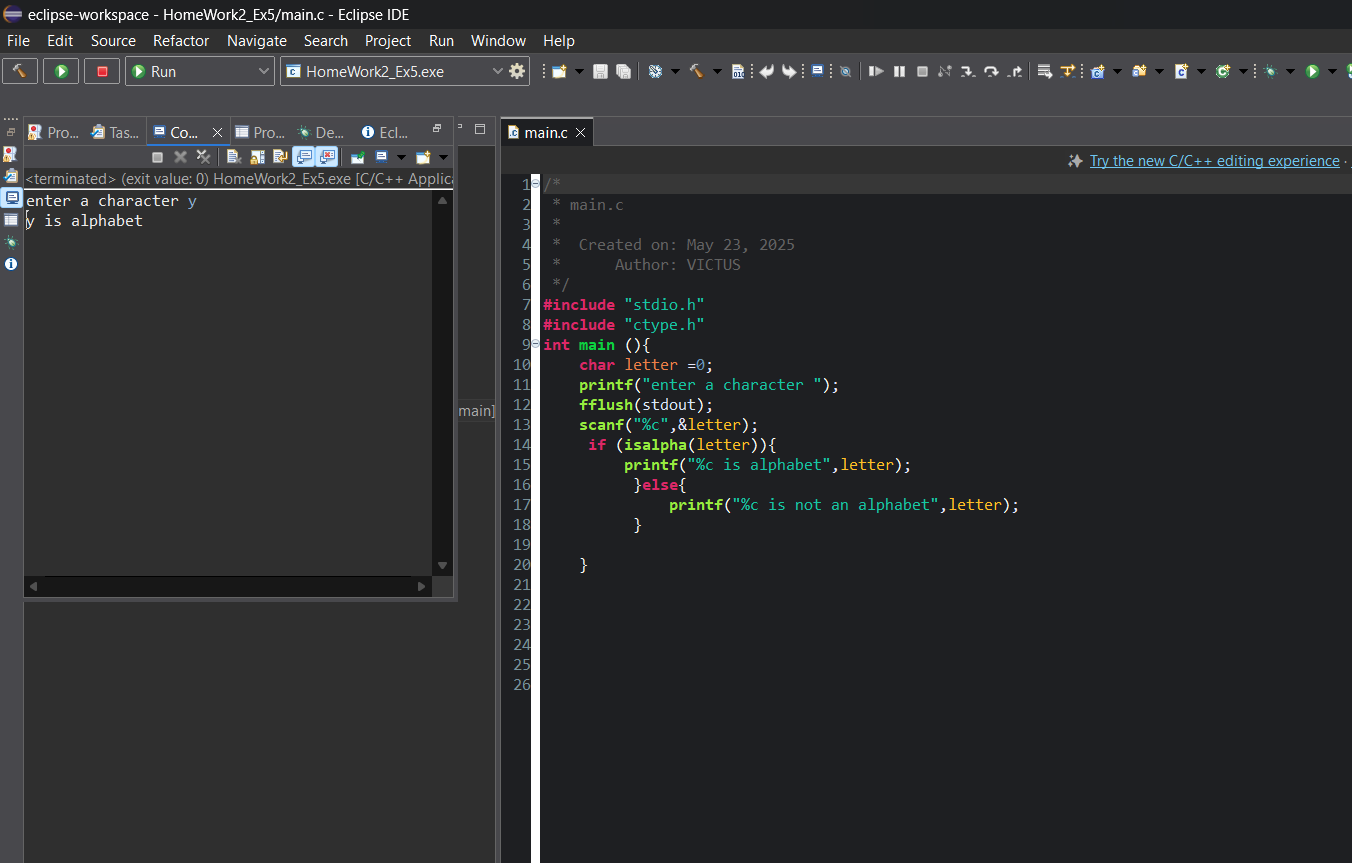 eclipse-workspace - HomeWork2_Ex5/main.c - Eclipse IDE
File Edit Source Refactor Navigate Search Project Run Window Help
Run
HomeWork2_Ex5.exe
Pro... Tas... Co... Pro... De... Ecl...
<terminated> (exit value: 0) HomeWork2_Ex5.exe [C/C++ Applica
enter a character y
y is alphabet
main]
main.c
Try the new C/C++ editing experience
1 /*
2  * main.c
3  *
4  *  Created on: May 23, 2025
5  *      Author: VICTUS
6  */
7 #include "stdio.h"
8 #include "ctype.h"
9 int main (){
10     char letter =0;
11     printf("enter a character ");
12     fflush(stdout);
13     scanf("%c",&letter);
14      if (isalpha(letter)){
15          printf("%c is alphabet",letter);
16           }else{
17               printf("%c is not an alphabet",letter);
18           }
19
20     }
21
22
23
24
25
26